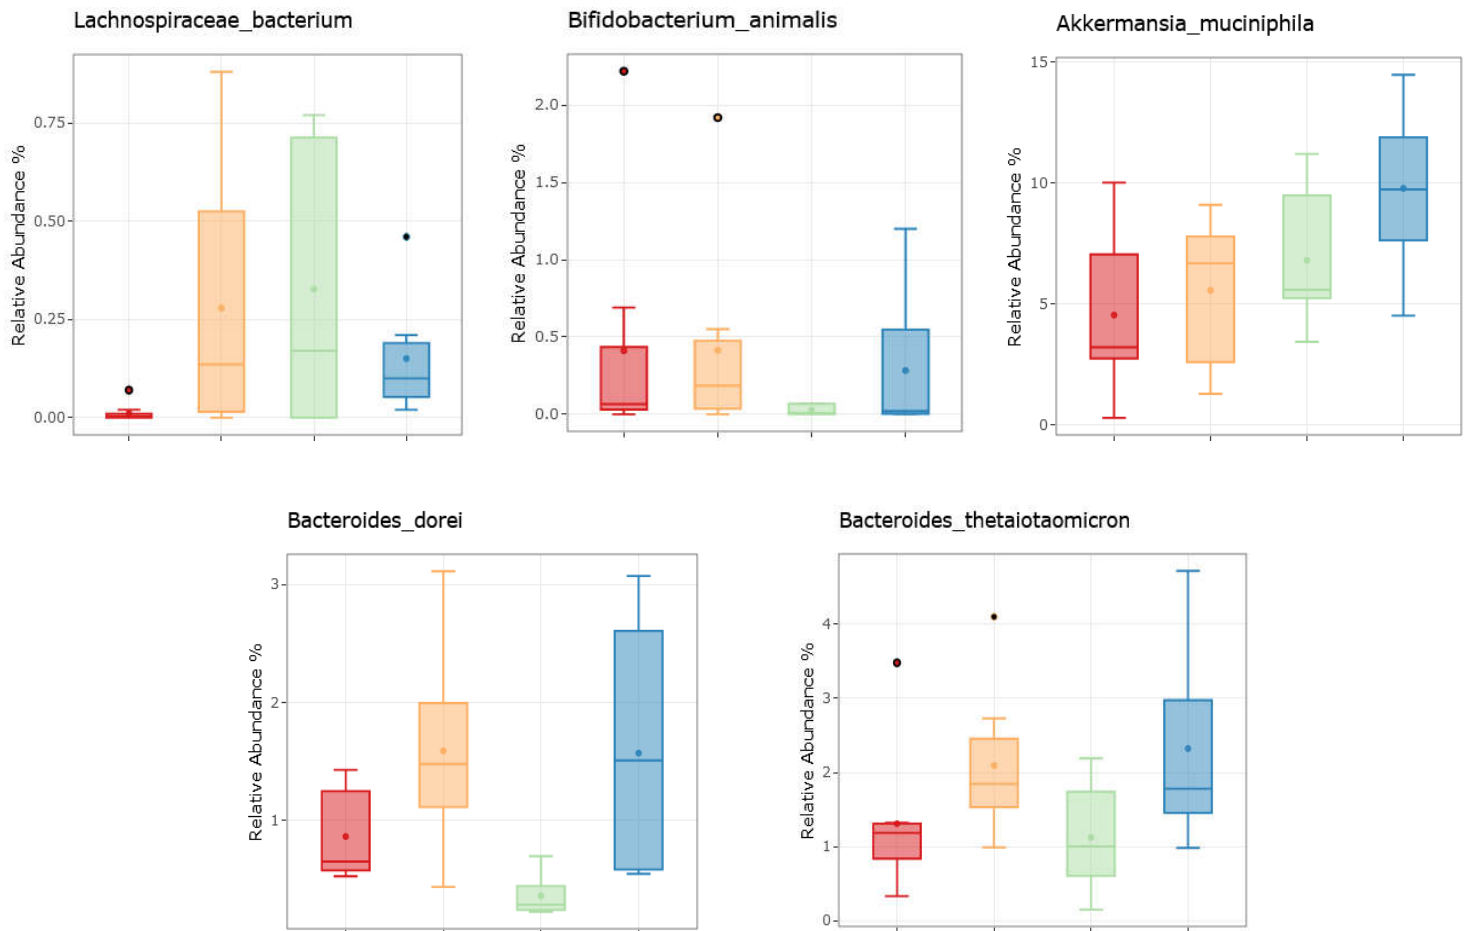 Lachnospiraceae_bacterium
Relative Abundance %
0.75
0.50
0.25
0.00
Bifidobacterium_animalis
Relative Abundance %
2.0
1.5
1.0
0.5
0.0
Akkermansia_muciniphila
Relative Abundance %
15
10
5
0
Bacteroides_dorei
Relative Abundance %
3
2
1
Bacteroides_thetaiotaomicron
Relative Abundance %
4
3
2
1
0